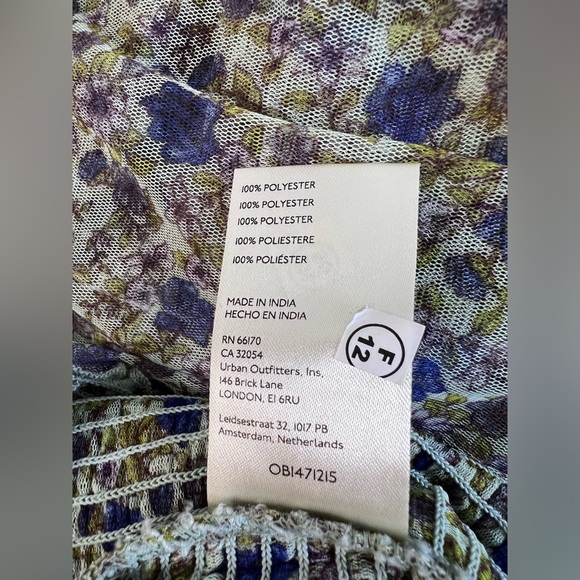 100% POLYESTER
100% POLYESTER
100% POLYESTER
100% POLIESTERE
100% POLIÉSTER
MADE IN INDIA
HECHO EN INDIA
RN 66170
CA 32054
Urban Outfitters, Ins,
146 Brick Lane
LONDON, E1 6RU
Leidsestraat 32, 1017 PB
Amsterdam, Netherlands
OB1471215
F
12